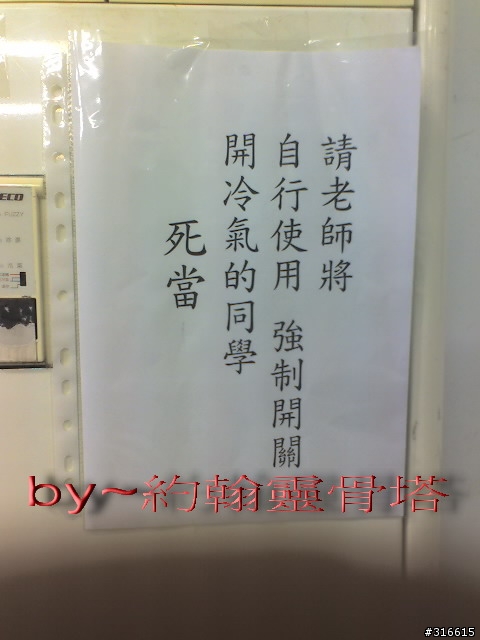 請老師將
自行使用 強制開關
開冷氣的同學
死當
by~約翰靈骨塔
#316615